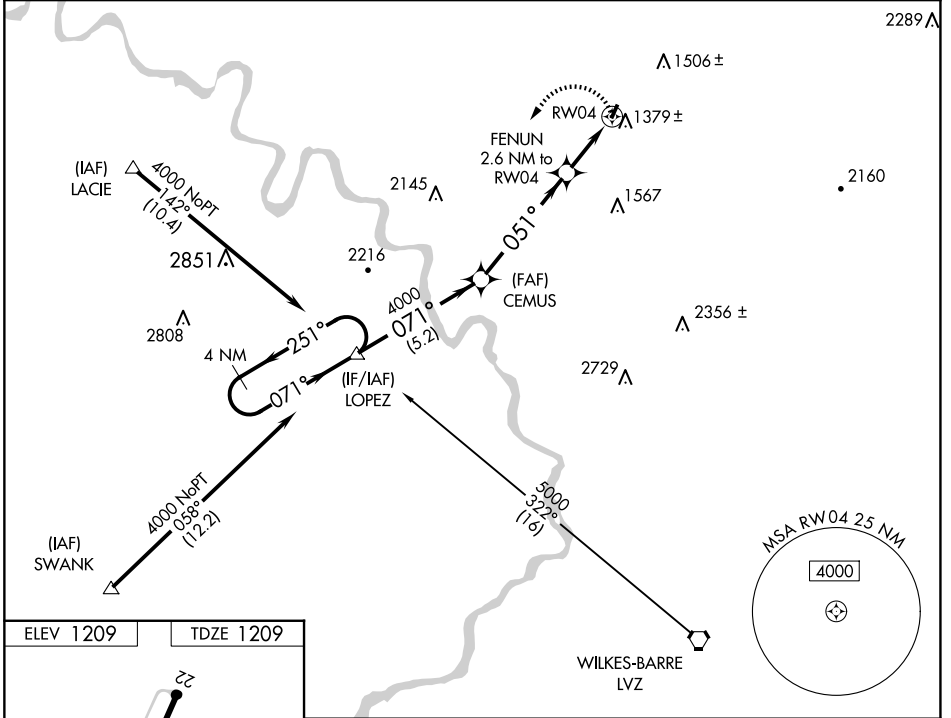 2289
1506 ±
RW04
1379 ±
FENUN
2.6 NM to
RW04
(IAF)
LACIE
4000 NoPT
142°
(10.4)
2145
1567
2160
051°
2851
2216
(FAF)
CEMUS
4000
071°
(5.2)
2808
251°
4 NM
071°
(IF/IAF)
LOPEZ
2356 ±
2729
4000 NoPT
058°
(12.2)
5000
322°
(16)
(IAF)
SWANK
MSA RW04 25 NM
4000
ELEV 1209
TDZE 1209
WILKES-BARRE
LVZ
22